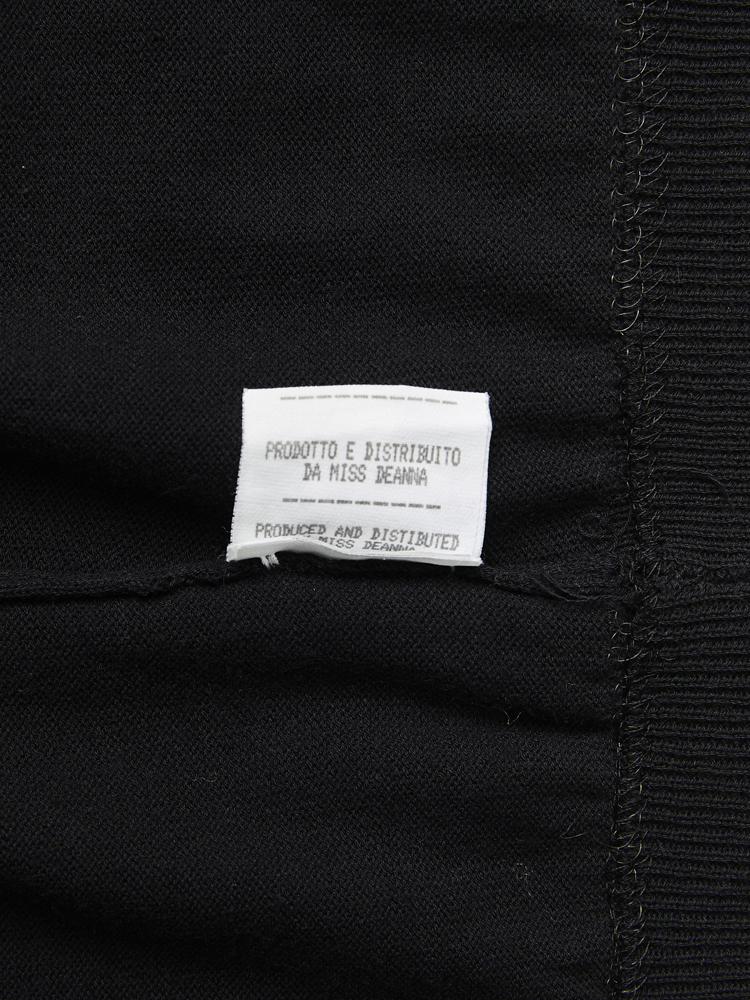 PRODOTTO E DISTRIBUITO
DA MISS DEANNA
PRODUCED AND DISTIBUTED
MISS DEANNA